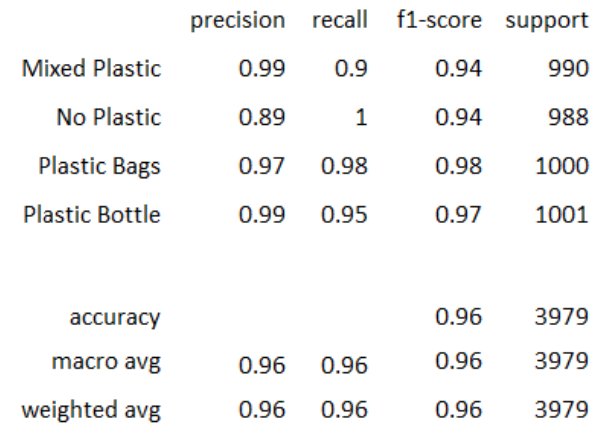 precision recall f1-score support
Mixed Plastic 0.99 0.9 0.94 990
No Plastic 0.89 1 0.94 988
Plastic Bags 0.97 0.98 0.98 1000
Plastic Bottle 0.99 0.95 0.97 1001
accuracy 0.96 3979
macro avg 0.96 0.96 0.96 3979
weighted avg 0.96 0.96 0.96 3979